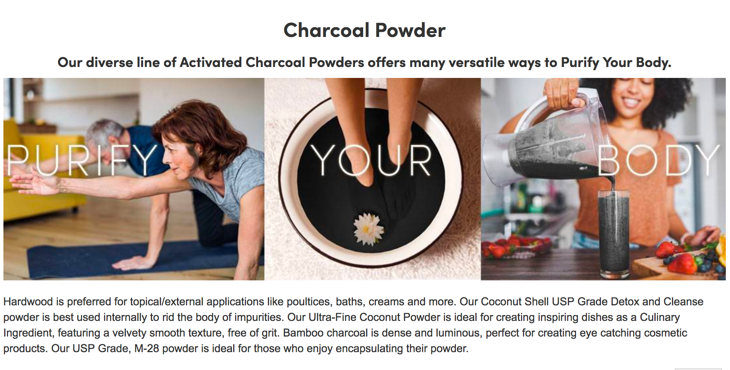 Charcoal Powder
Our diverse line of Activated Charcoal Powders offers many versatile ways to Purify Your Body.
PURIFY YOUR BODY
Hardwood is preferred for topical/external applications like poultices, baths, creams and more. Our Coconut Shell USP Grade Detox and Cleanse
powder is best used internally to rid the body of impurities. Our Ultra-Fine Coconut Powder is ideal for creating inspiring dishes as a Culinary
Ingredient, featuring a velvety smooth texture, free of grit. Bamboo charcoal is dense and luminous, perfect for creating eye catching cosmetic
products. Our USP Grade, M-28 powder is ideal for those who enjoy encapsulating their powder.